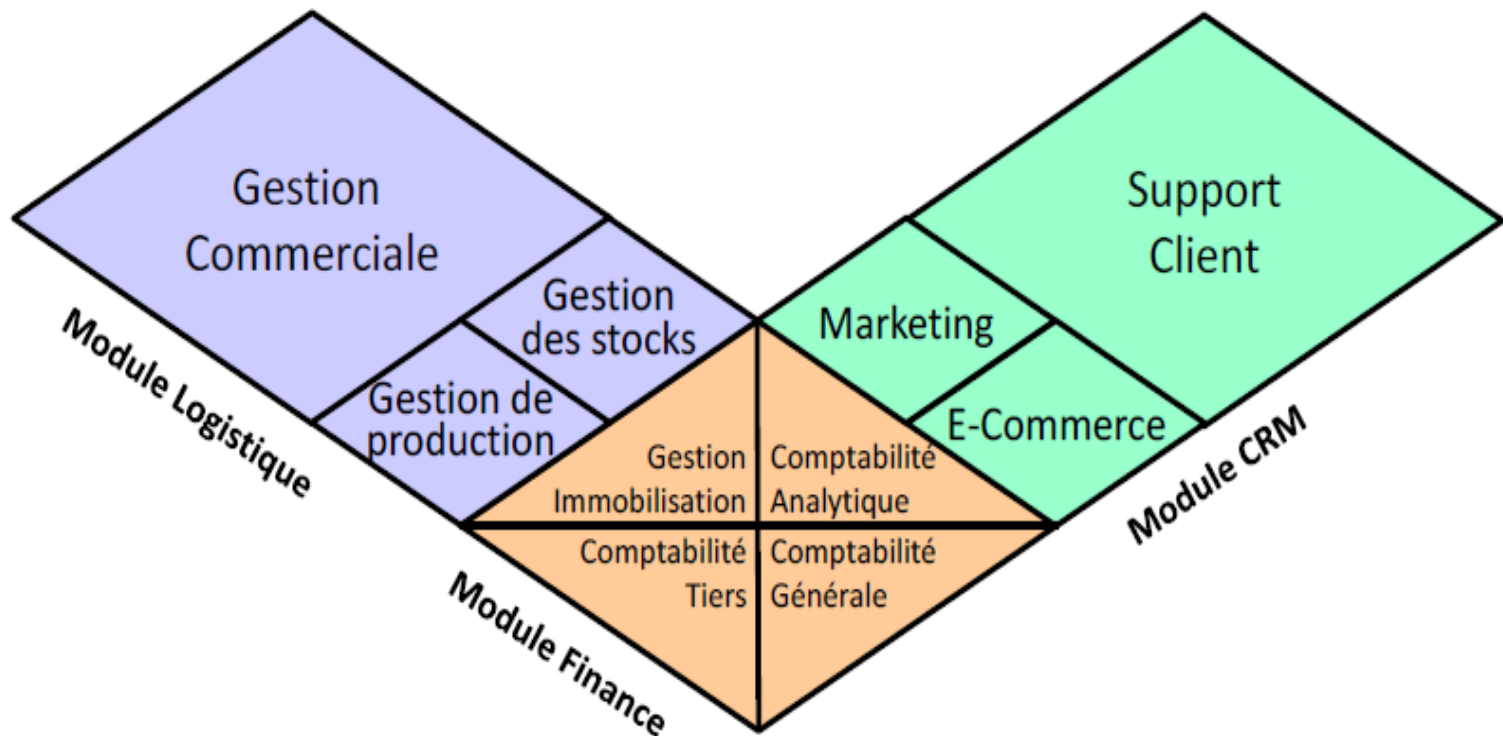 Gestion
Commerciale
Gestion
des stocks
Gestion de
production
Module Logistique
Support
Client
Marketing
E-Commerce
Module CRM
Gestion
Immobilisation
Comptabilité
Analytique
Comptabilité
Tiers
Comptabilité
Générale
Module Finance